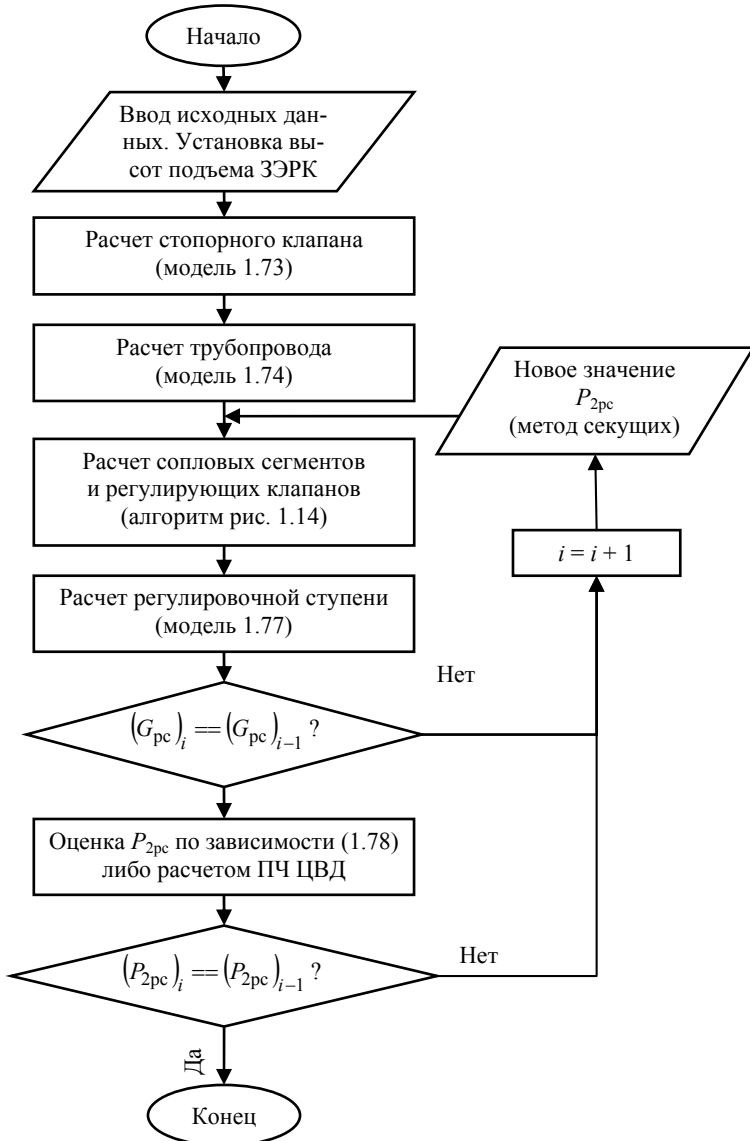 Начало
Ввод исходных дан-
ных. Установка вы-
сот подъема ЗЭРК
Расчет стопорного клапана
(модель 1.73)
Расчет трубопровода
(модель 1.74)
Новое значение
P2рс
(метод секущих)
Расчет сопловых сегментов
и регулирующих клапанов
(алгоритм рис. 1.14)
i = i + 1
Расчет регулировочной ступени
(модель 1.77)
Нет
(Gрс)i == (Gрс)i−1 ?
Оценка P2рс по зависимости (1.78)
либо расчетом ПЧ ЦВД
(P2рс)i == (P2рс)i−1 ?
Нет
Да
Конец